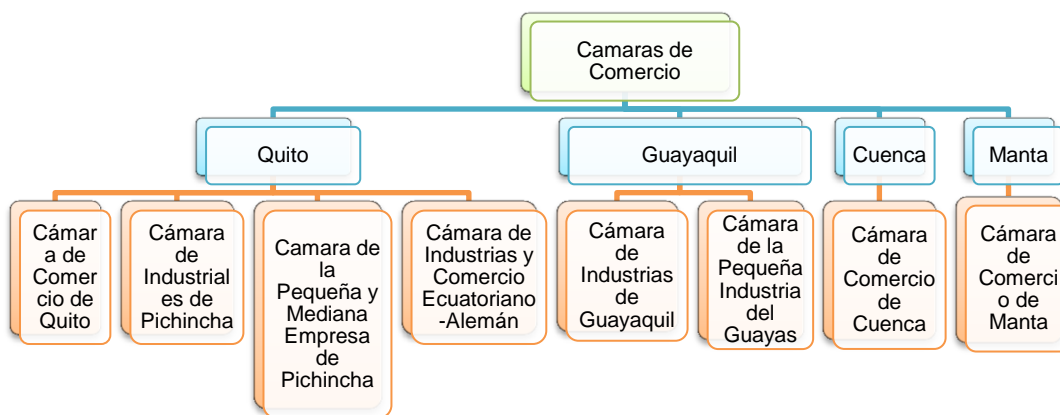 Camaras de
Comercio
Quito
Guayaquil
Cuenca
Manta
Cámar
a de
Comer
cio de
Quito
Cámara
de
Industrial
es de
Pichincha
Camara de
la
Pequeña y
Mediana
Empresa
de
Pichincha
Cámara de
Industrias y
Comercio
Ecuatoriano
-Alemán
Cámara
de
Industrias
de
Guayaquil
Cámara
de la
Pequeña
Industria
del
Guayas
Cámara
de
Comercio
de
Cuenca
Cámara
de
Comerci
o de
Manta